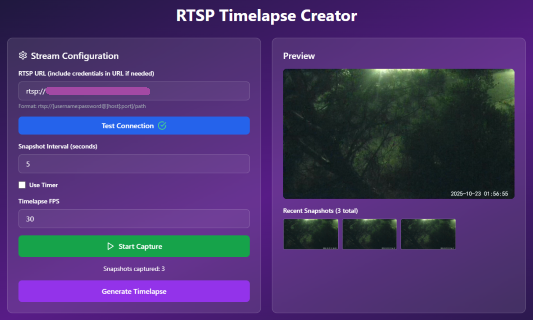 RTSP Timelapse Creator
Stream Configuration
RTSP URL (include credentials in URL if needed)
rtsp://
Format: rtsp://[username:password@]host[:port]/path
Test Connection
Snapshot Interval (seconds)
5
Use Timer
Timelapse FPS
30
Start Capture
Snapshots captured: 3
Generate Timelapse
Preview
2025-10-23 01:56:55
Recent Snapshots (3 total)